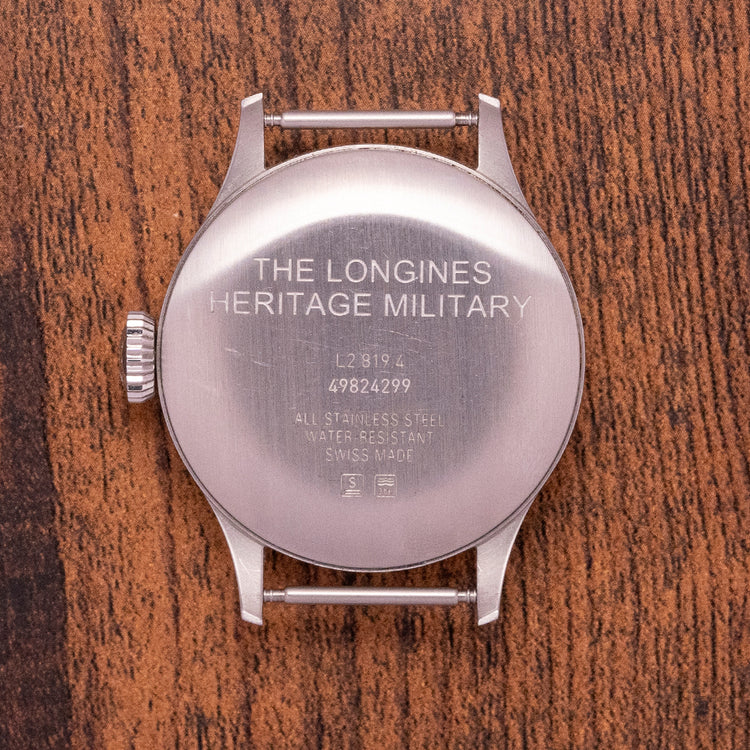 THE LONGINES
HERITAGE MILITARY
L2 819 4
49824299
ALL STAINLESS STEEL
WATER-RESISTANT
SWISS MADE
S